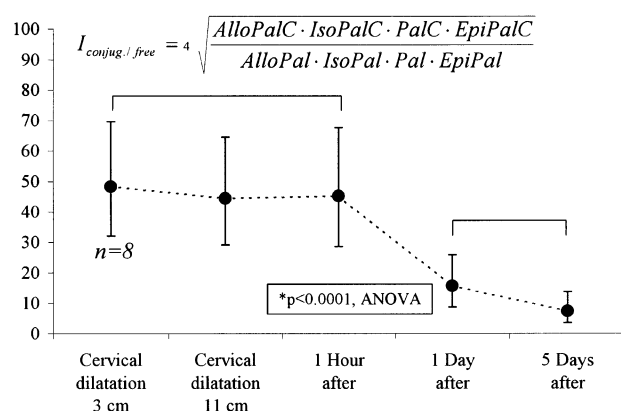 100
90
80
70
60
50
40
30
20
10
0
I conjug./ free = 4√ AlloPalC · IsoPalC · PalC · EpiPalC
AlloPal · IsoPal · Pal · EpiPal
n=8
*p<0.0001, ANOVA
Cervical
dilatation
3 cm
Cervical
dilatation
11 cm
1 Hour
after
1 Day
after
5 Days
after